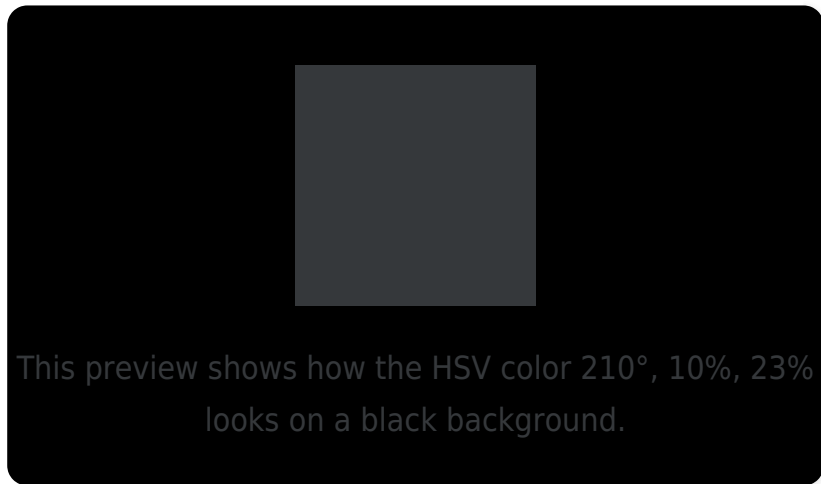 This preview shows how the HSV color 210°, 10%, 23%
looks on a black background.